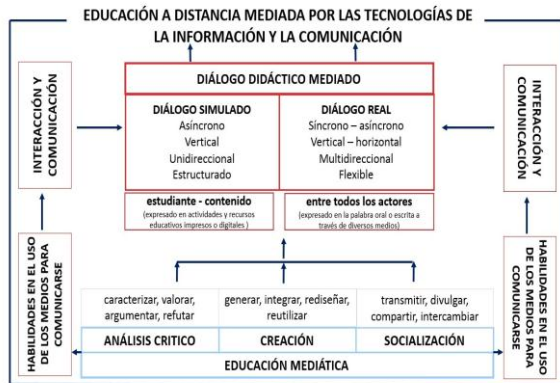 EDUCACIÓN A DISTANCIA MEDIADA POR LAS TECNOLOGÍAS DE
LA INFORMACIÓN Y LA COMUNICACIÓN
DIÁLOGO DIDÁCTICO MEDIADO
INTERACCIÓN Y
COMUNICACIÓN
DIÁLOGO SIMULADO
Asíncrono
Vertical
Unidireccional
Estructurado
DIÁLOGO REAL
Síncrono – asíncrono
Vertical – horizontal
Multidireccional
Flexible
INTERACCIÓN Y
COMUNICACIÓN
estudiante - contenido
(expresado en actividades y recursos
educativos impresos o digitales )
entre todos los actores
(expresado en la palabra oral o escrita a
través de diversos medios)
HABILIDADES EN EL USO
DE LOS MEDIOS PARA
COMUNICARSE
caracterizar, valorar,
argumentar, refutar
generar, integrar, rediseñar,
reutilizar
transmitir, divulgar,
compartir, intercambiar
HABILIDADES EN EL USO
DE LOS MEDIOS PARA
COMUNICARSE
ANÁLISIS CRITICO
CREACIÓN
SOCIALIZACIÓN
EDUCACIÓN MEDIÁTICA